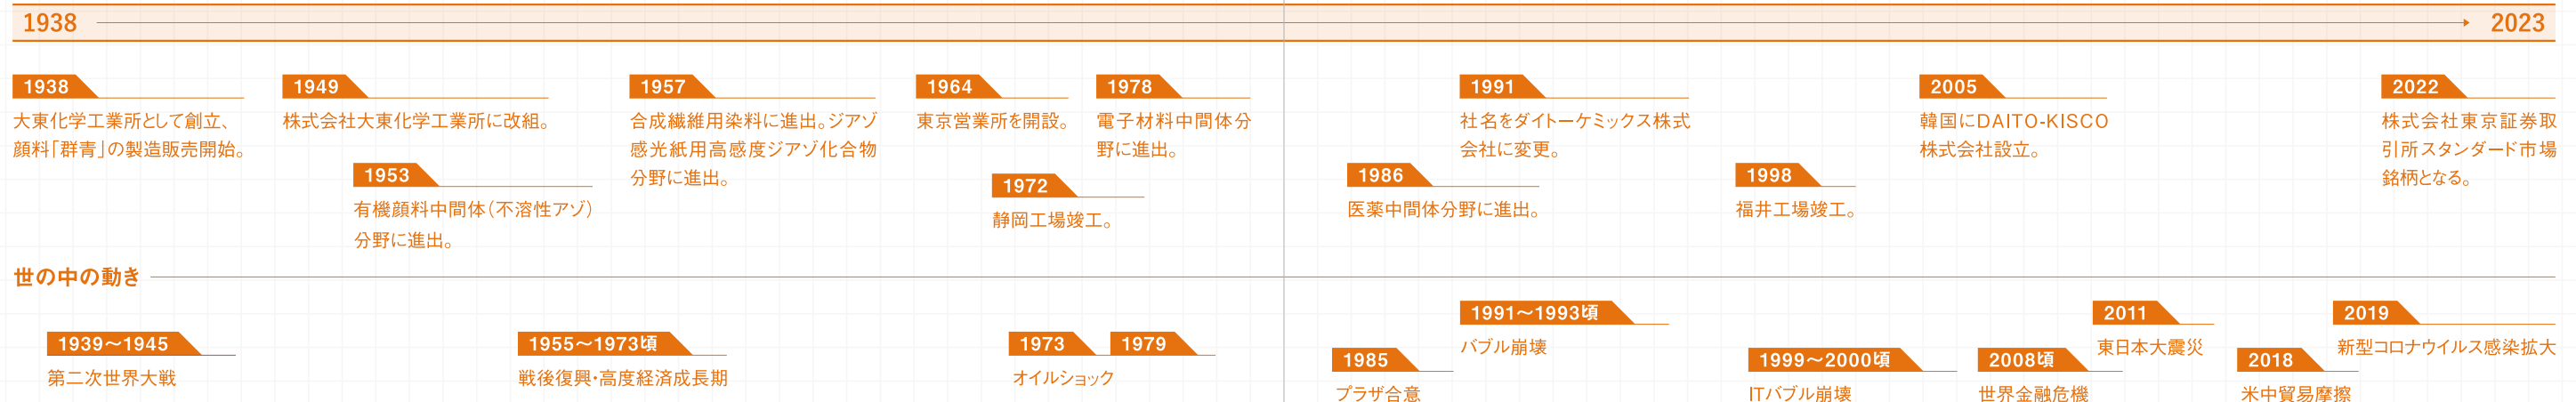 1938
2023
1938
大東化学工業所として創立、
顔料「群青」の製造販売開始。
1949
株式会社大東化学工業所に改組。
1953
有機顔料中間体(不溶性アゾ)
分野に進出。
1957
合成繊維用染料に進出。ジアゾ
感光紙用高感度ジアゾ化合物
分野に進出。
1964
東京営業所を開設。
1972
静岡工場竣工。
1978
電子材料中間体分
野に進出。
1986
医薬中間体分野に進出。
1991
社名をダイトーケミックス株式
会社に変更。
1998
福井工場竣工。
2005
韓国にDAITO-KISCO
株式会社設立。
2022
株式会社東京証券取
引所スタンダード市場
銘柄となる。
世の中の動き
1939〜1945
第二次世界大戦
1955〜1973頃
戦後復興・高度経済成長期
1973
1979
オイルショック
1985
プラザ合意
1991〜1993頃
バブル崩壊
1999〜2000頃
ITバブル崩壊
2008頃
世界金融危機
2011
東日本大震災
2018
米中貿易摩擦
2019
新型コロナウイルス感染拡大